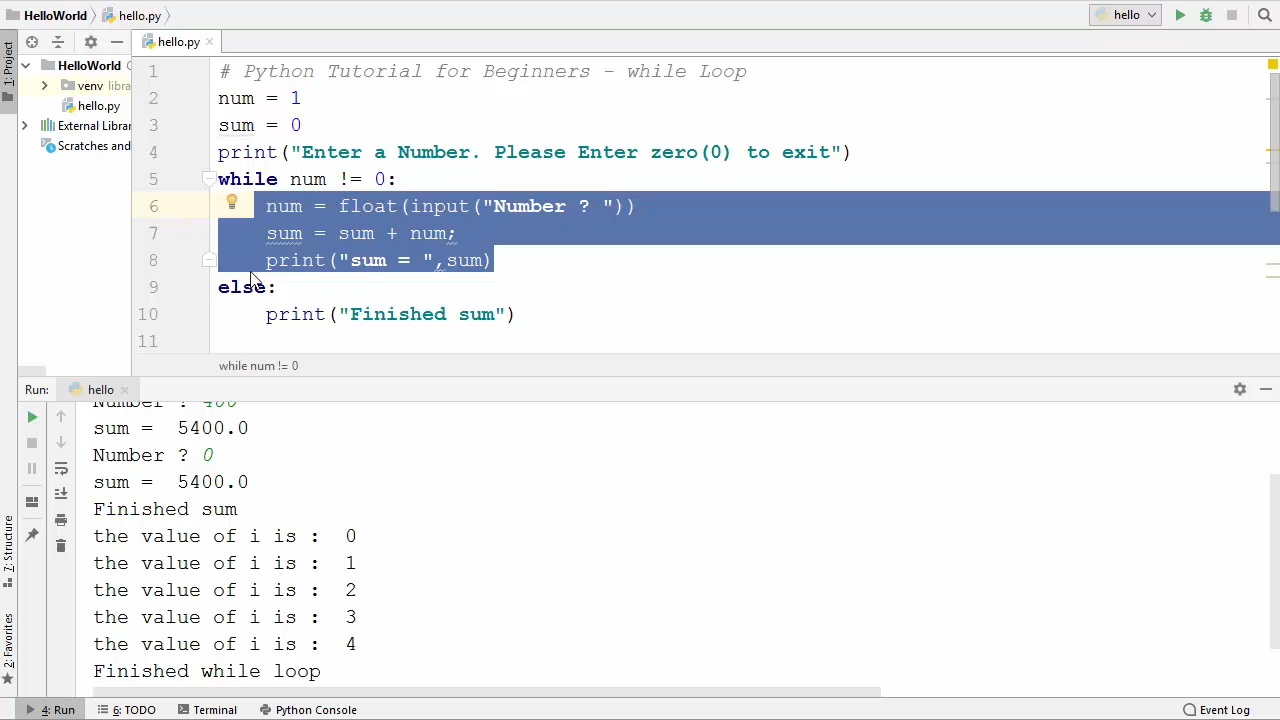 HelloWorld hello.py hello
1: Project
hello.py
HelloWorld
venv libra
hello.py
External Librar
Scratches and
1 # Python Tutorial for Beginners - while Loop
2 num = 1
3 sum = 0
4 print("Enter a Number. Please Enter zero(0) to exit")
5 while num != 0:
6 num = float(input("Number ? "))
7 sum = sum + num;
8 print("sum = ",sum)
9 else:
10 print("Finished sum")
11
while num != 0
Run: hello
Number ? 400
sum =  5400.0
Number ? 0
sum =  5400.0
Finished sum
the value of i is :  0
the value of i is :  1
the value of i is :  2
the value of i is :  3
the value of i is :  4
Finished while loop
7: Structure
2: Favorites
4: Run 6: TODO Terminal Python Console Event Log